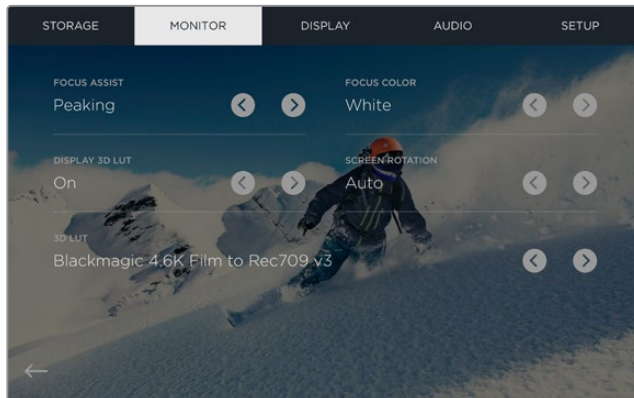 STORAGE MONITOR DISPLAY AUDIO SETUP
FOCUS ASSIST FOCUS COLOR
Peaking White
DISPLAY 3D LUT SCREEN ROTATION
On Auto
3D LUT
Blackmagic 4.6K Film to Rec709 v3